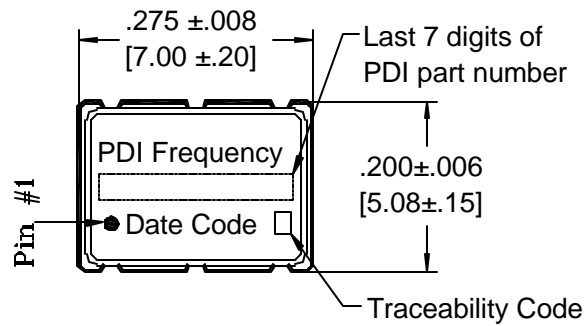 .275 ±.008
[7.00 ±.20]
Last 7 digits of
PDI part number
PDI Frequency
.200±.006
[5.08±.15]
Pin #1
Date Code
Traceability Code